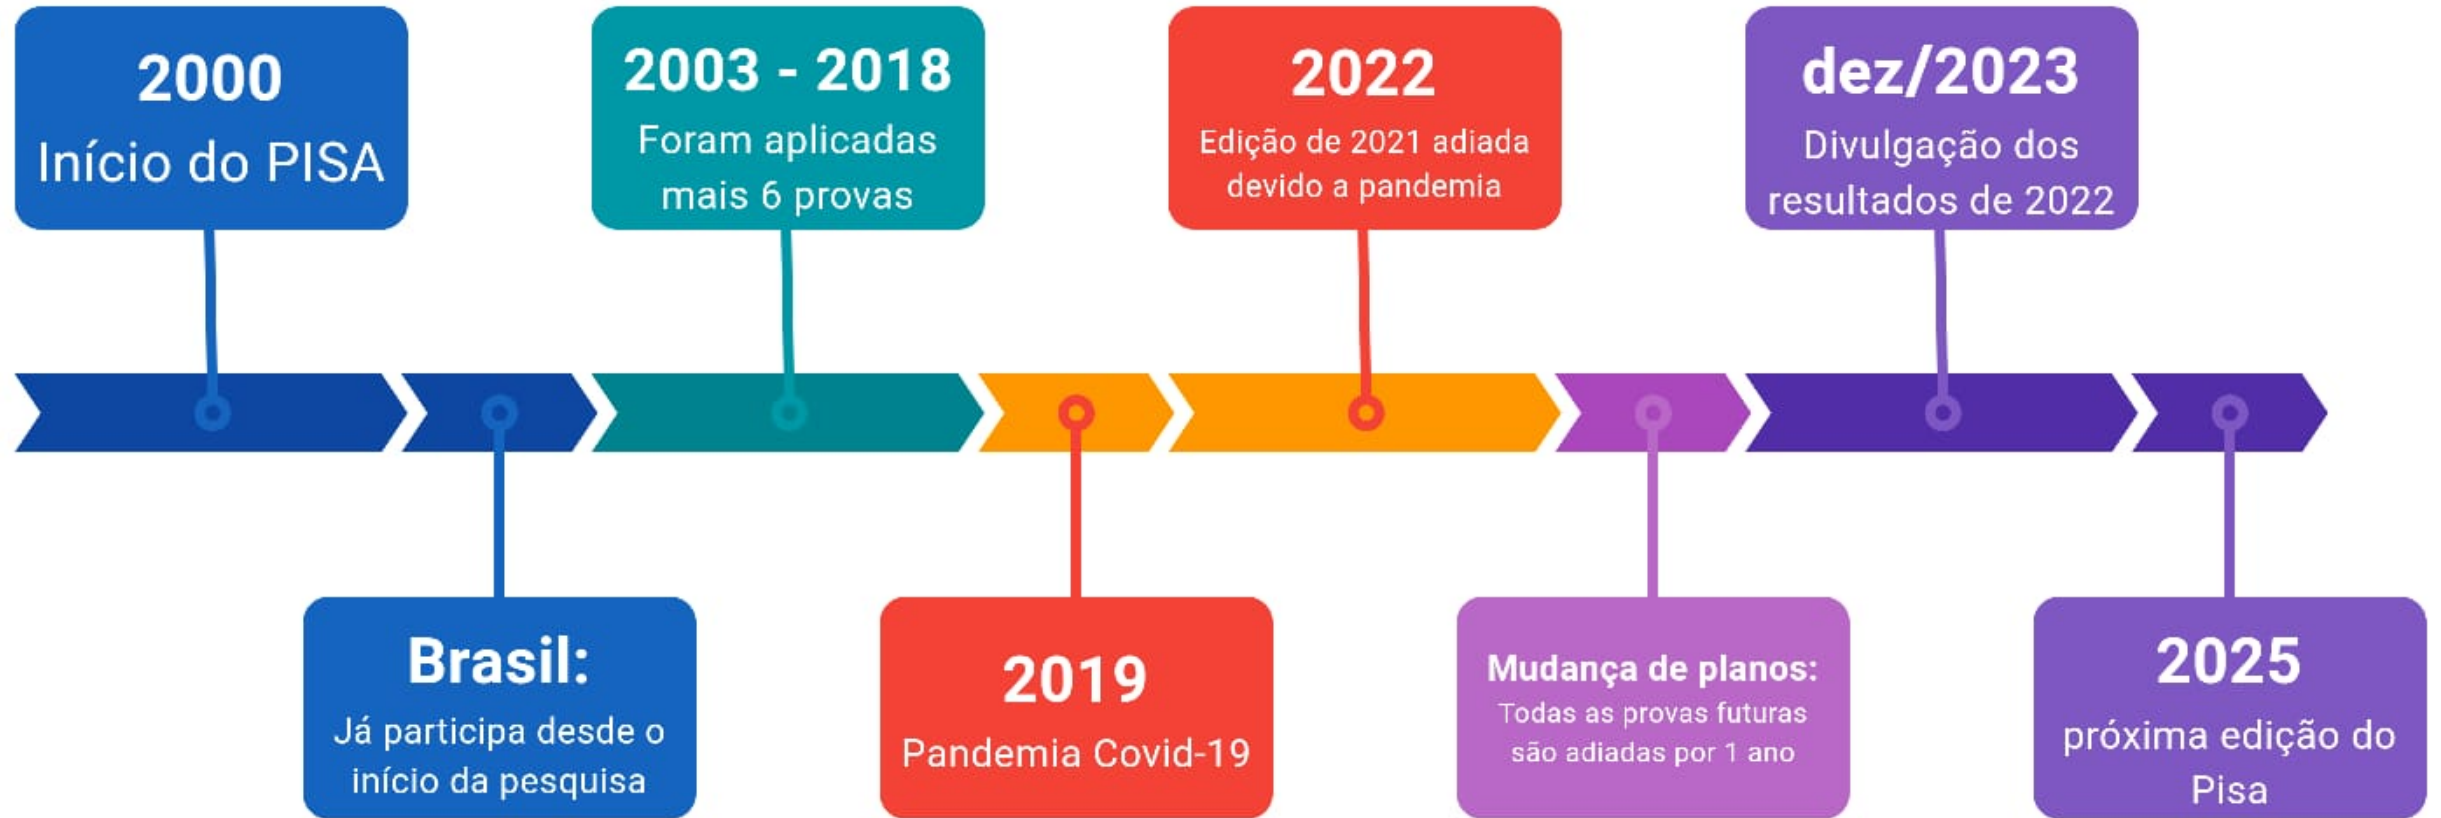 2000
Início do PISA
Brasil:
Já participa desde o
início da pesquisa
2003 - 2018
Foram aplicadas
mais 6 provas
2019
Pandemia Covid-19
2022
Edição de 2021 adiada
devido a pandemia
Mudança de planos:
Todas as provas futuras
são adiadas por 1 ano
dez/2023
Divulgação dos
resultados de 2022
2025
próxima edição do
Pisa